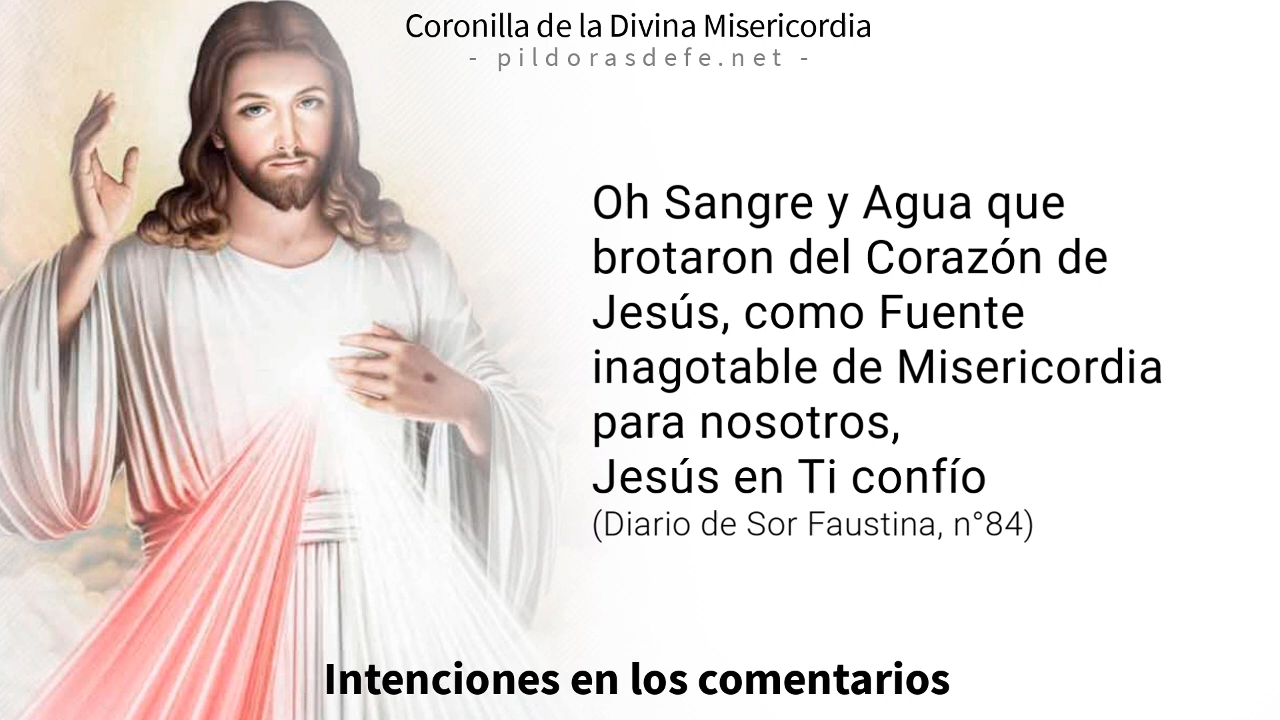 Coronilla de la Divina Misericordia
- pildorasdefe.net -
Oh Sangre y Agua que
brotaron del Corazón de
Jesús, como Fuente
inagotable de Misericordia
para nosotros,
Jesús en Ti confío
(Diario de Sor Faustina, n°84)
Intenciones en los comentarios